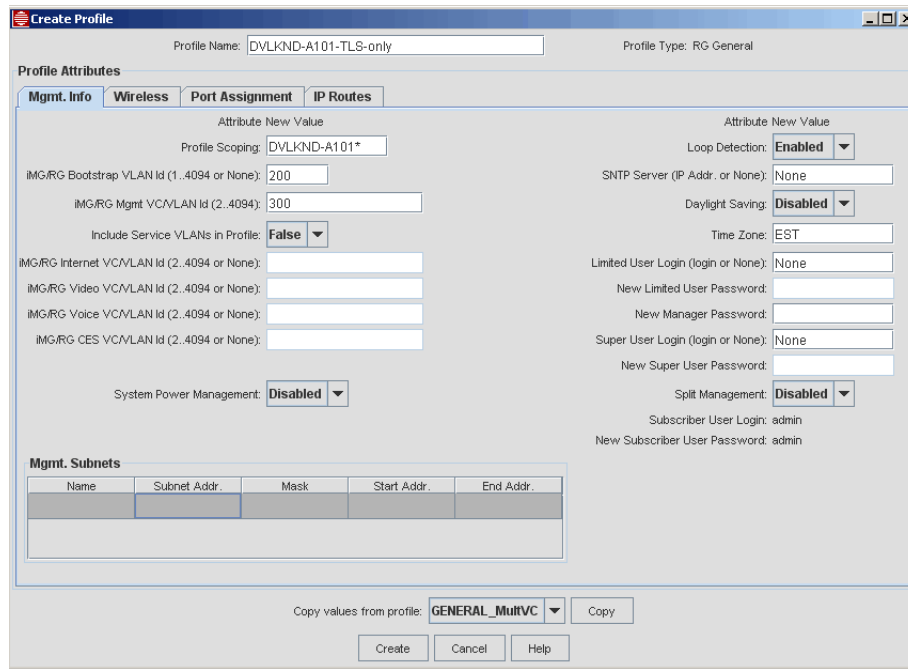 Create Profile
Profile Name: DVLKND-A101-TLS-only
Profile Type: RG General
Profile Attributes
Mgmt. Info Wireless Port Assignment IP Routes
Attribute New Value
Profile Scoping: DVLKND-A101*
iMG/RG Bootstrap VLAN Id (1..4094 or None): 200
iMG/RG Mgmt VC/VLAN Id (2..4094): 300
Include Service VLANs in Profile: False
iMG/RG Internet VC/VLAN Id (2..4094 or None):
iMG/RG Video VC/VLAN Id (2..4094 or None):
iMG/RG Voice VC/VLAN Id (2..4094 or None):
iMG/RG CES VC/VLAN Id (2..4094 or None):
System Power Management: Disabled
Attribute New Value
Loop Detection: Enabled
SNTP Server (IP Addr. or None): None
Daylight Saving: Disabled
Time Zone: EST
Limited User Login (login or None): None
New Limited User Password:
New Manager Password:
Super User Login (login or None): None
New Super User Password:
Split Management: Disabled
Subscriber User Login: admin
New Subscriber User Password: admin
Mgmt. Subnets
Name Subnet Addr. Mask Start Addr. End Addr.
Copy values from profile: GENERAL_MultVC Copy
Create Cancel Help